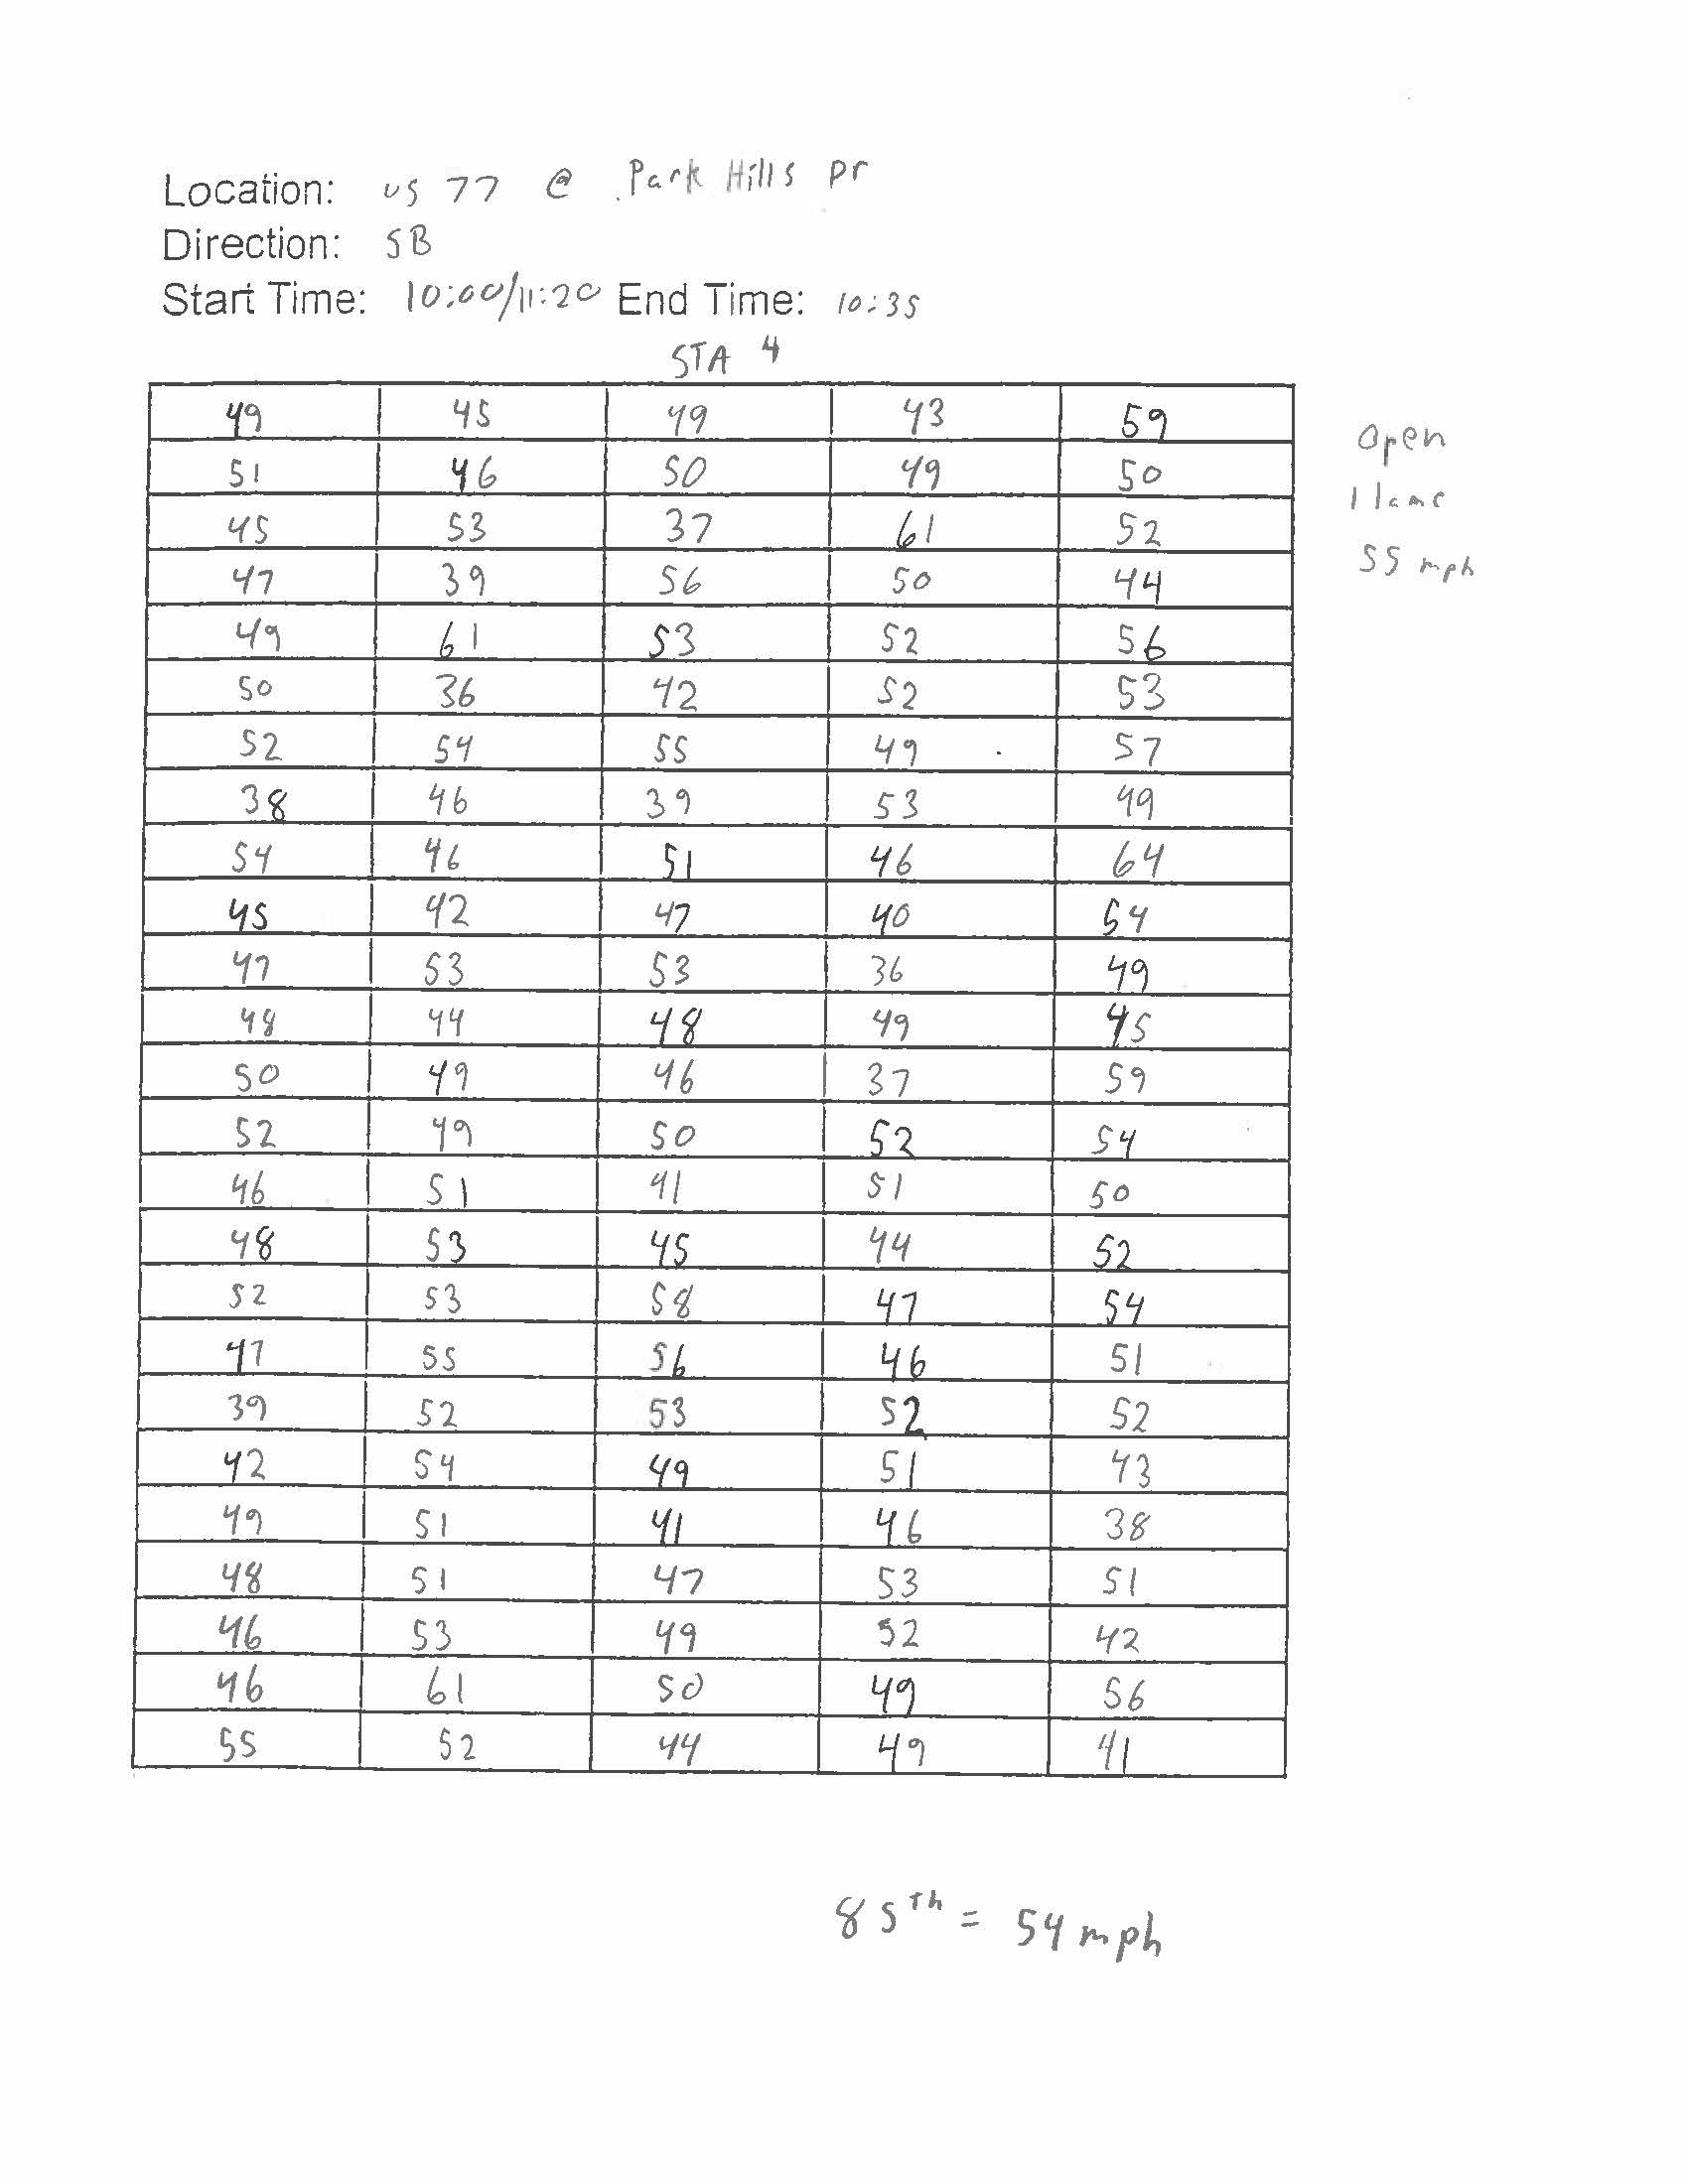 Location: US 77 @ Park Hills Dr
Direction: SB
Start Time: 10:00/11:20 End Time: 10:35
STA 4
49 45 49 43 59
51 46 50 49 50
45 53 37 61 52
47 39 56 50 44
49 61 53 52 56
50 36 42 52 53
52 54 55 49 57
38 46 39 53 49
54 46 51 46 64
45 42 47 40 54
47 53 53 36 49
48 44 48 49 45
50 49 46 37 59
52 49 50 52 54
46 51 41 51 50
48 53 45 44 52
52 53 58 47 54
47 55 56 46 51
39 52 53 52 52
42 54 49 51 43
49 51 41 46 38
48 51 47 53 51
46 53 49 52 42
46 61 50 49 56
55 52 44 49 41
Open
1 lane
55 mph
85th = 54 mph